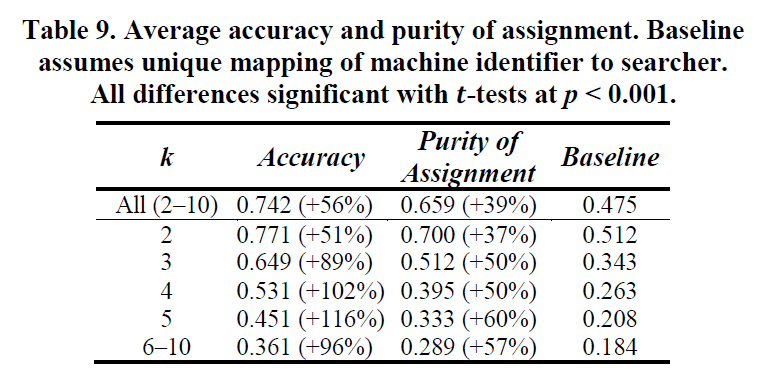 Table 9. Average accuracy and purity of assignment. Baseline
assumes unique mapping of machine identifier to searcher.
All differences significant with t-tests at p < 0.001.
k Accuracy Purity of Assignment Baseline
All (2–10) 0.742 (+56%) 0.659 (+39%) 0.475
2 0.771 (+51%) 0.700 (+37%) 0.512
3 0.649 (+89%) 0.512 (+50%) 0.343
4 0.531 (+102%) 0.395 (+50%) 0.263
5 0.451 (+116%) 0.333 (+60%) 0.208
6–10 0.361 (+96%) 0.289 (+57%) 0.184